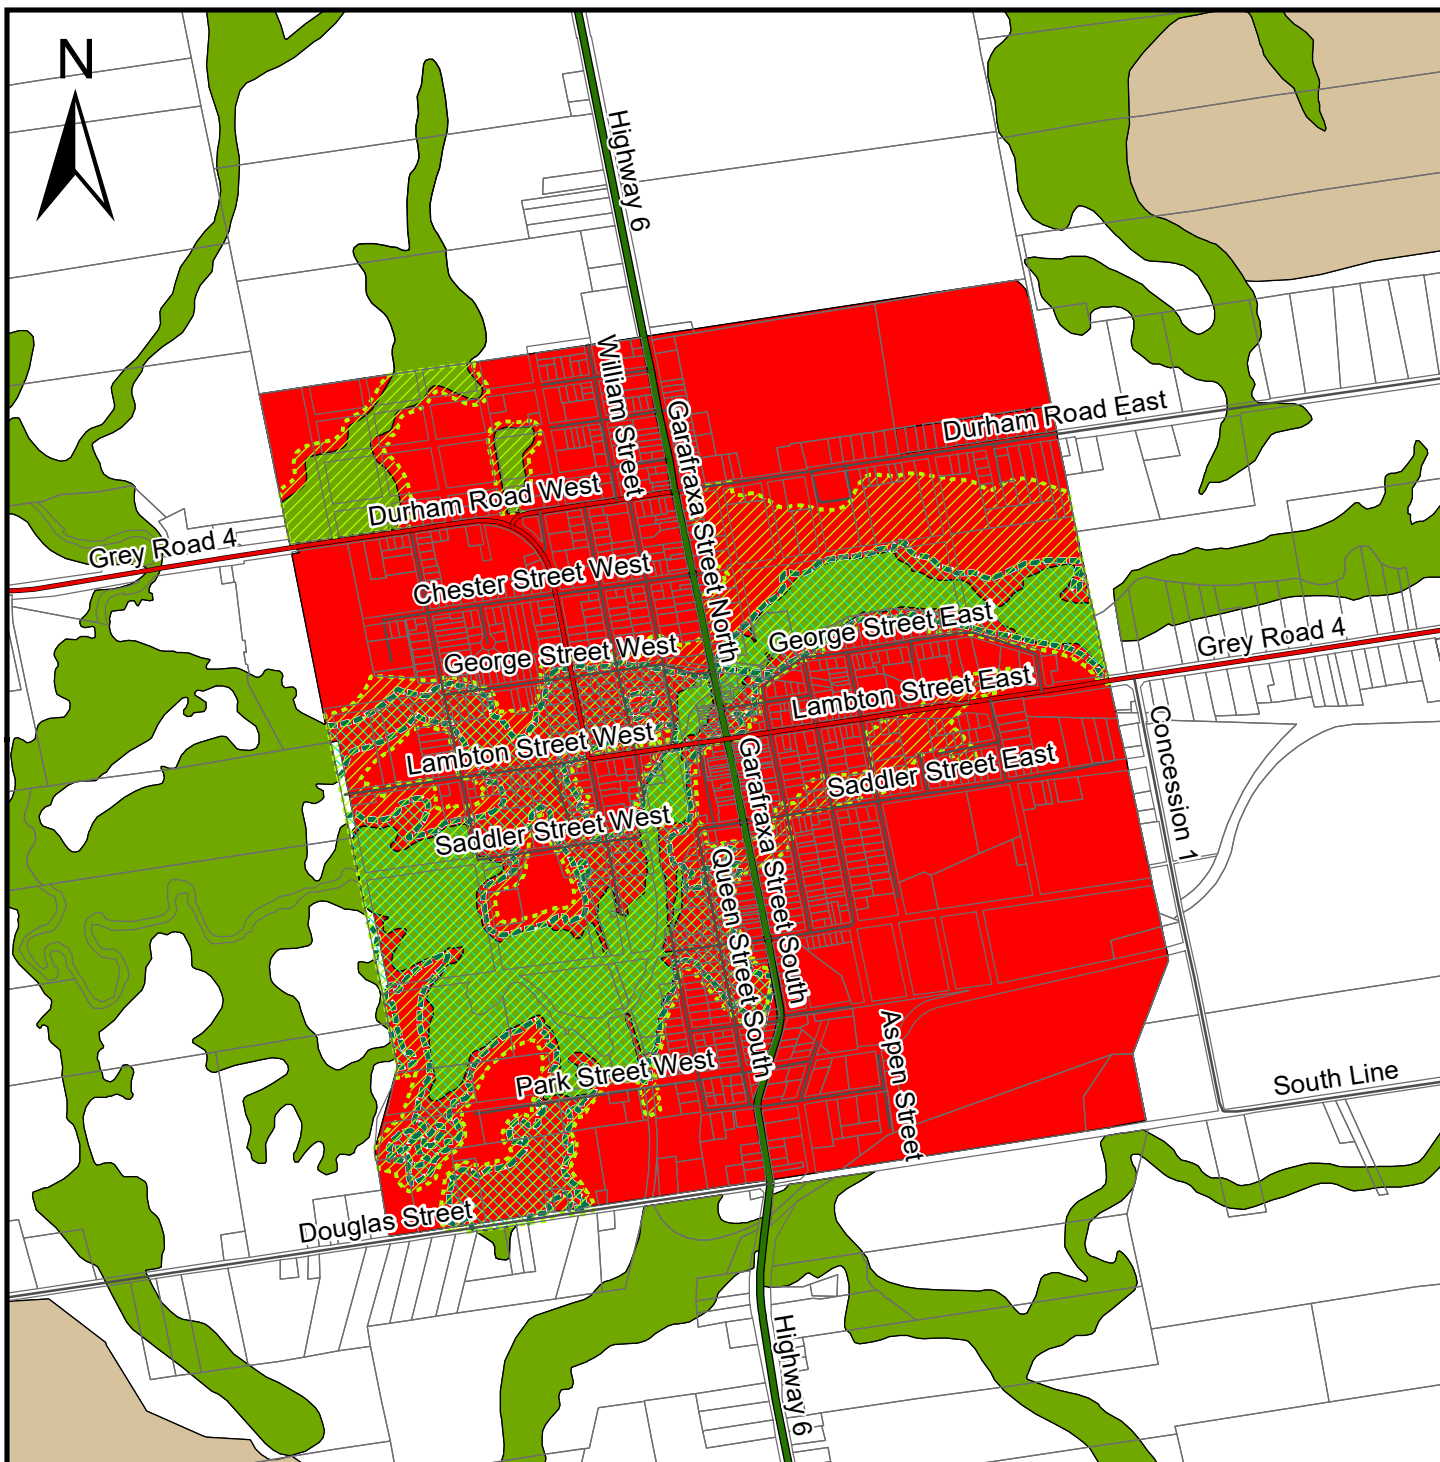 N
Highway 6
William Street
Garafraxa Street North
Durham Road East
Durham Road West
Grey Road 4
Chester Street West
George Street East
Grey Road 4
George Street West
Lambton Street East
Lambton Street West
Concession 1
Saddler Street East
Saddler Street West
Garafraxa Street South
Queen Street South
Aspen Street
Park Street West
South Line
Douglas Street
Highway 6